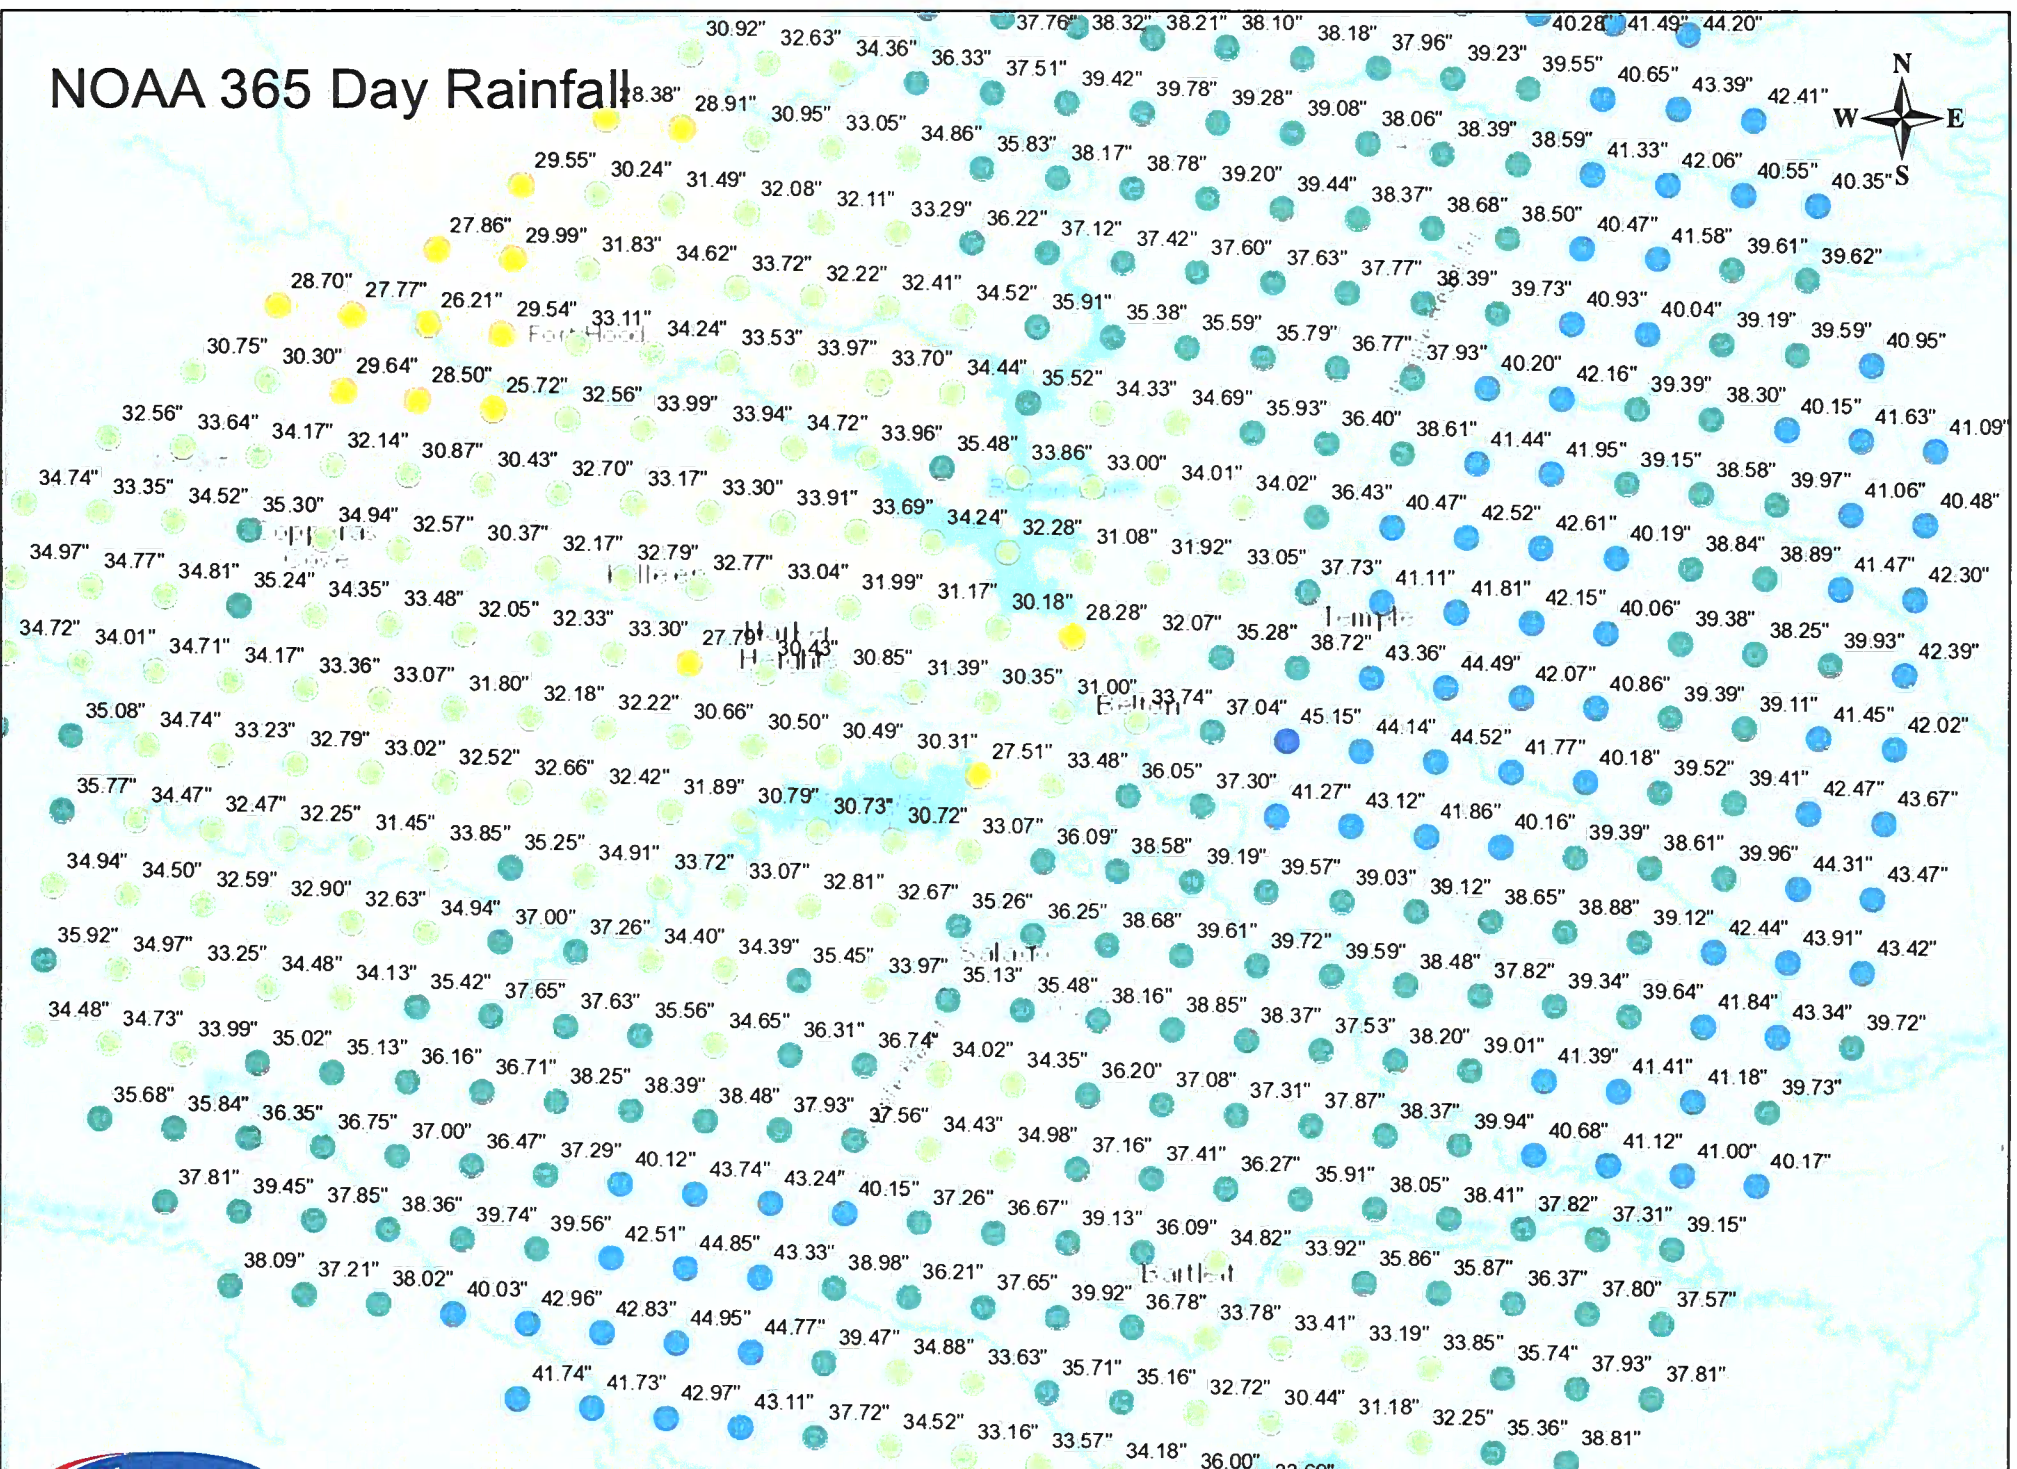 NOAA 365 Day Rainfall
N
W E
S
37.76" 38.32" 38.21" 38.10" 38.18" 37.96" 39.23" 39.55" 40.65" 43.39" 42.41"
40.28" 41.49" 44.20"
30.92" 32.63" 34.36" 36.33" 37.51" 39.42" 39.78" 39.28" 39.08" 38.06" 38.39" 38.59" 41.33" 42.06" 40.55" 40.35"
28.38" 28.91" 30.95" 33.05" 34.86" 35.83" 38.17" 38.78" 39.20" 39.44" 38.37" 38.68" 38.50" 40.47" 41.58" 39.61" 39.62"
29.55" 30.24" 31.49" 32.08" 32.11" 33.29" 36.22" 37.12" 37.42" 37.60" 37.63" 37.77" 38.39" 39.73" 40.93" 40.04" 39.19" 39.59" 40.95"
27.86" 29.99" 31.83" 34.62" 33.72" 32.22" 32.41" 34.52" 35.91" 35.38" 35.59" 35.79" 36.77" 37.93" 40.20" 42.16" 39.39" 38.30" 40.15" 41.63" 41.09"
28.70" 27.77" 26.21" 29.54" 33.11" 34.24" 33.53" 33.97" 33.70" 34.44" 35.52" 34.33" 34.69" 35.93" 36.40" 38.61" 41.44" 41.95" 39.15" 38.58" 39.97" 41.06" 40.48"
Fort Hood
30.75" 30.30" 29.64" 28.50" 25.72" 32.56" 33.99" 33.94" 34.72" 33.96" 35.48" 33.86" 33.00" 34.01" 34.02" 36.43" 40.47" 42.52" 42.61" 40.19" 38.84" 38.89" 41.47" 42.30"
32.56" 33.64" 34.17" 32.14" 30.87" 30.43" 32.70" 33.17" 33.30" 33.91" 33.69" 34.24" 32.28" 31.08" 31.92" 33.05" 37.73" 41.11" 41.81" 42.15" 40.06" 39.38" 38.25" 39.93" 42.39"
34.74" 33.35" 34.52" 35.30" 34.94" 32.57" 30.37" 32.17" 32.79" 32.77" 33.04" 31.99" 31.17" 30.18" 28.28" 32.07" 35.28" 38.72" 43.36" 44.49" 42.07" 40.86" 39.39" 39.11" 41.45" 42.02"
Copperas
Cove
Killeen
Temple
34.97" 34.77" 34.81" 35.24" 34.35" 33.48" 32.05" 32.33" 33.30" 27.79" 30.43" 30.85" 31.39" 30.35" 31.00" 33.74" 37.04" 45.15" 44.14" 44.52" 41.77" 40.18" 39.52" 39.41" 42.47" 43.67"
Harker
Heights
Belton
34.72" 34.01" 34.71" 34.17" 33.36" 33.07" 31.80" 32.18" 32.22" 30.66" 30.50" 30.49" 30.31" 27.51" 33.48" 36.05" 37.30" 41.27" 43.12" 41.86" 40.16" 39.39" 38.61" 39.96" 44.31" 43.47"
35.08" 34.74" 33.23" 32.79" 33.02" 32.52" 32.66" 32.42" 31.89" 30.79" 30.73" 30.72" 33.07" 36.09" 38.58" 39.19" 39.57" 39.03" 39.12" 38.65" 38.88" 39.12" 42.44" 43.91" 43.42"
35.77" 34.47" 32.47" 32.25" 31.45" 33.85" 35.25" 34.91" 33.72" 33.07" 32.81" 32.67" 35.26" 36.25" 38.68" 39.61" 39.72" 39.59" 38.48" 37.82" 39.34" 39.64" 41.84" 43.34" 39.72"
Salado
34.94" 34.50" 32.59" 32.90" 32.63" 34.94" 37.00" 37.26" 34.40" 34.39" 35.45" 33.97" 35.13" 35.48" 38.16" 38.85" 38.37" 37.53" 38.20" 39.01" 41.39" 41.41" 41.18" 39.73"
35.92" 34.97" 33.25" 34.48" 34.13" 35.42" 37.65" 37.63" 35.56" 34.65" 36.31" 36.74" 34.02" 34.35" 36.20" 37.08" 37.31" 37.87" 38.37" 39.94" 40.68" 41.12" 41.00" 40.17"
34.48" 34.73" 33.99" 35.02" 35.13" 36.16" 36.71" 38.25" 38.39" 38.48" 37.93" 37.56" 34.43" 34.98" 37.16" 37.41" 36.27" 35.91" 38.05" 38.41" 37.82" 37.31" 39.15"
35.68" 35.84" 36.35" 36.75" 37.00" 36.47" 37.29" 40.12" 43.74" 43.24" 40.15" 37.26" 36.67" 39.13" 36.09" 34.82" 33.92" 35.86" 35.87" 36.37" 37.80" 37.57"
Bartlett
37.81" 39.45" 37.85" 38.36" 39.74" 39.56" 42.51" 44.85" 43.33" 38.98" 36.21" 37.65" 39.92" 36.78" 33.78" 33.41" 33.19" 33.85" 35.74" 37.93" 37.81"
38.09" 37.21" 38.02" 40.03" 42.96" 42.83" 44.95" 44.77" 39.47" 34.88" 33.63" 35.71" 35.16" 32.72" 30.44" 31.18" 32.25" 35.36" 38.81"
41.74" 41.73" 42.97" 43.11" 37.72" 34.52" 33.16" 33.57" 34.18" 36.00"